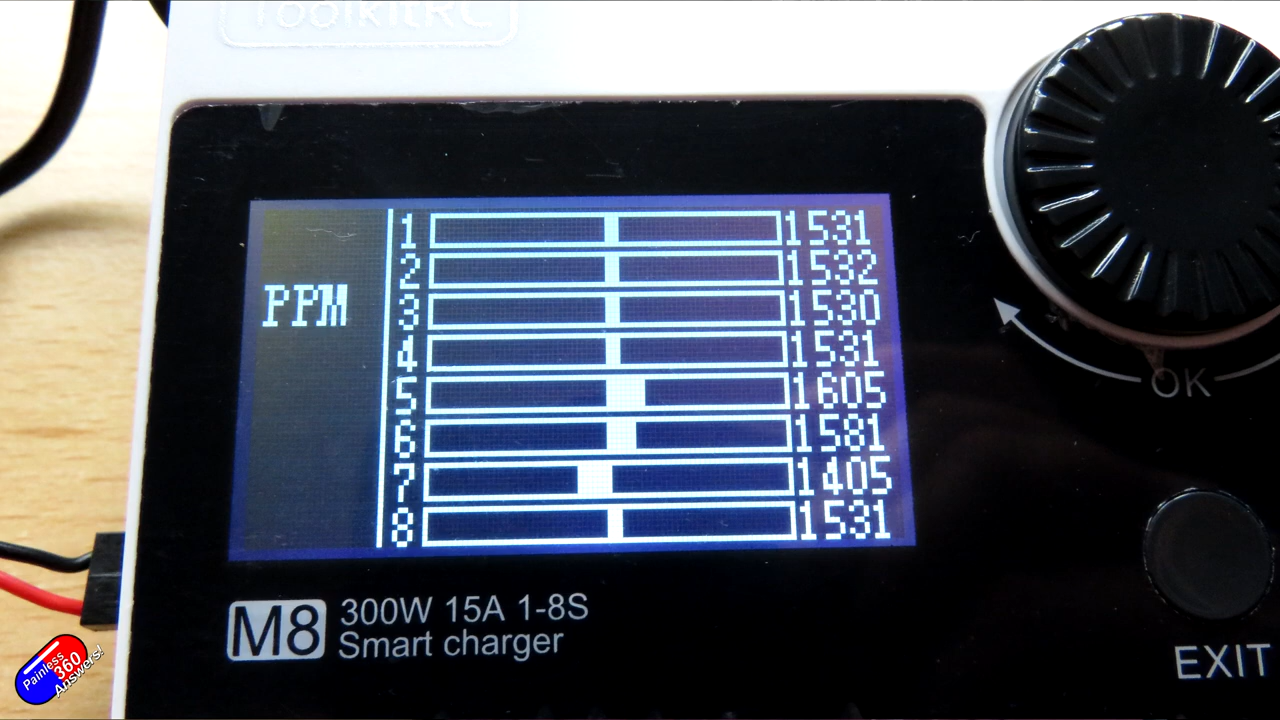 ToolkitRC
PPM
1 1531
2 1532
3 1530
4 1531
5 1605
6 1581
7 1405
8 1531
OK
M8 300W 15A 1-8S
Smart charger
EXIT
Painless
360
Answers!